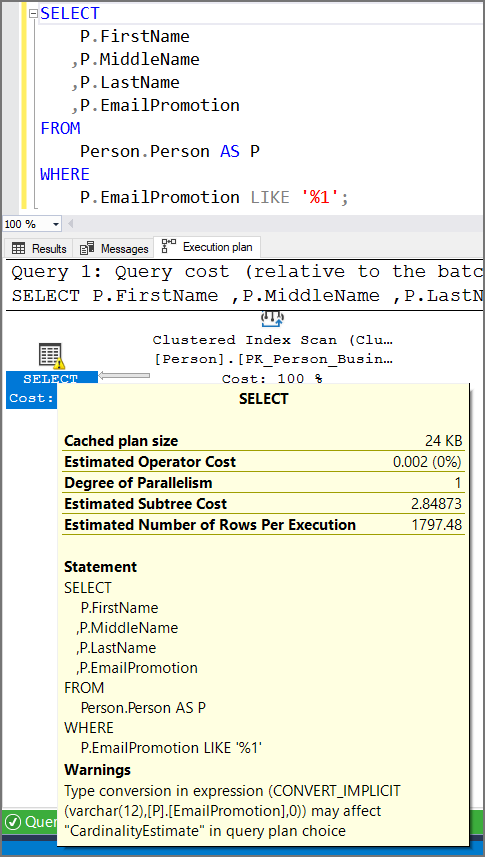 SELECT
P.FirstName
,P.MiddleName
,P.LastName
,P.EmailPromotion
FROM
Person.Person AS P
WHERE
P.EmailPromotion LIKE '%1';
100 %
Results Messages Execution plan
Query 1: Query cost (relative to the batc
SELECT P.FirstName ,P.MiddleName ,P.LastN
Clustered Index Scan (Clu…
[Person].[PK_Person_Busin…
Cost: 100 %
SELECT
Cost:
SELECT
Cached plan size 24 KB
Estimated Operator Cost 0.002 (0%)
Degree of Parallelism 1
Estimated Subtree Cost 2.84873
Estimated Number of Rows Per Execution 1797.48
Statement
SELECT
P.FirstName
,P.MiddleName
,P.LastName
,P.EmailPromotion
FROM
Person.Person AS P
WHERE
P.EmailPromotion LIKE '%1'
Warnings
Type conversion in expression (CONVERT_IMPLICIT
(varchar(12),[P].[EmailPromotion],0)) may affect
"CardinalityEstimate" in query plan choice